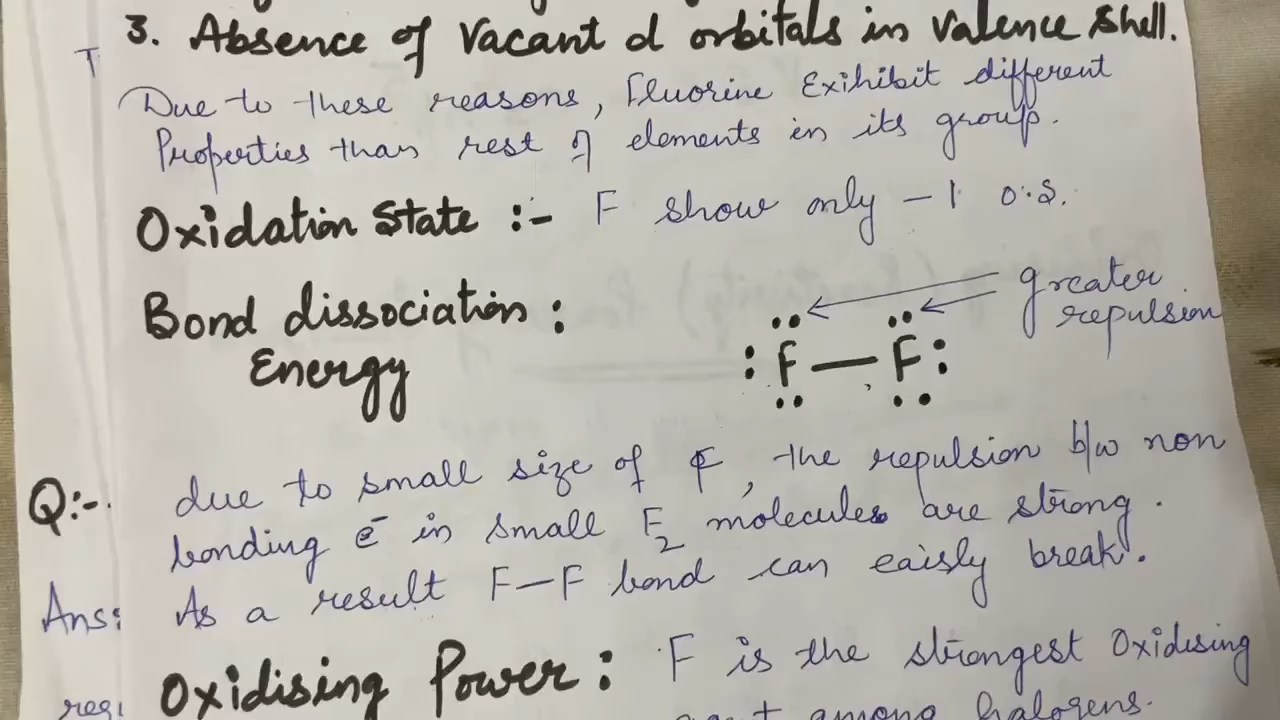 3. Absence of vacant d orbitals in valence shell.
T
Due to these reasons, Fluorine Exihibit different
Properties than rest of elements in its group.
Oxidation State :- F show only -1 o.s.
Bond dissociation :
Energy
greater
repulsion
:F — F:
Q:-
due to small size of F, the repulsion b/w non
bonding e⁻ in small F₂ molecules are strong.
As a result F–F bond can eaisly break.
Ans:
Oxidising Power : F is the strongest Oxidising
among halogens.